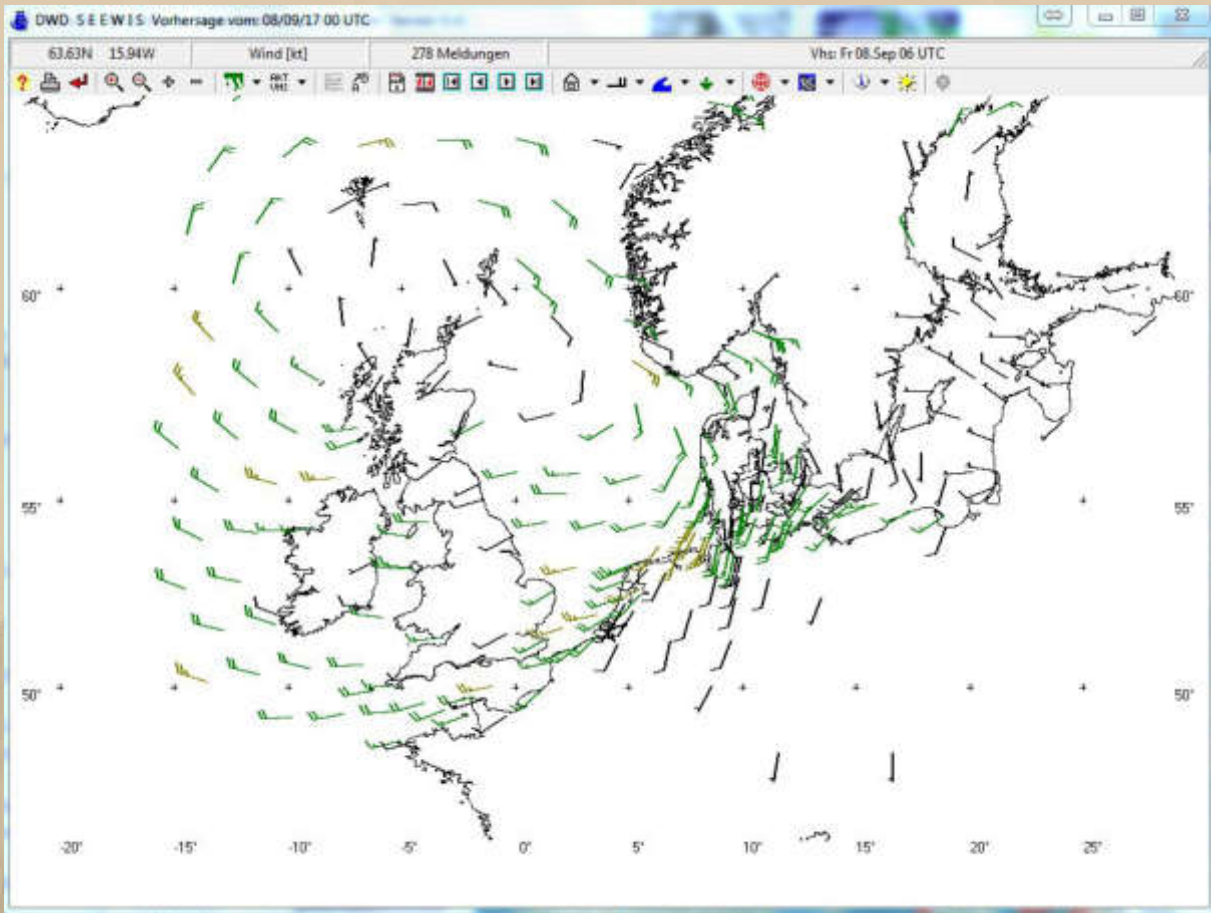 DWD S E E W I S Vorhersage vom: 08/09/17 00 UTC
63.63N 15.94W Wind [kt] 278 Meldungen Vhs: Fr 08.Sep 06 UTC
60° 60°
55° 55°
50° 50°
-20° -15° -10° -5° 0° 5° 10° 15° 20° 25°